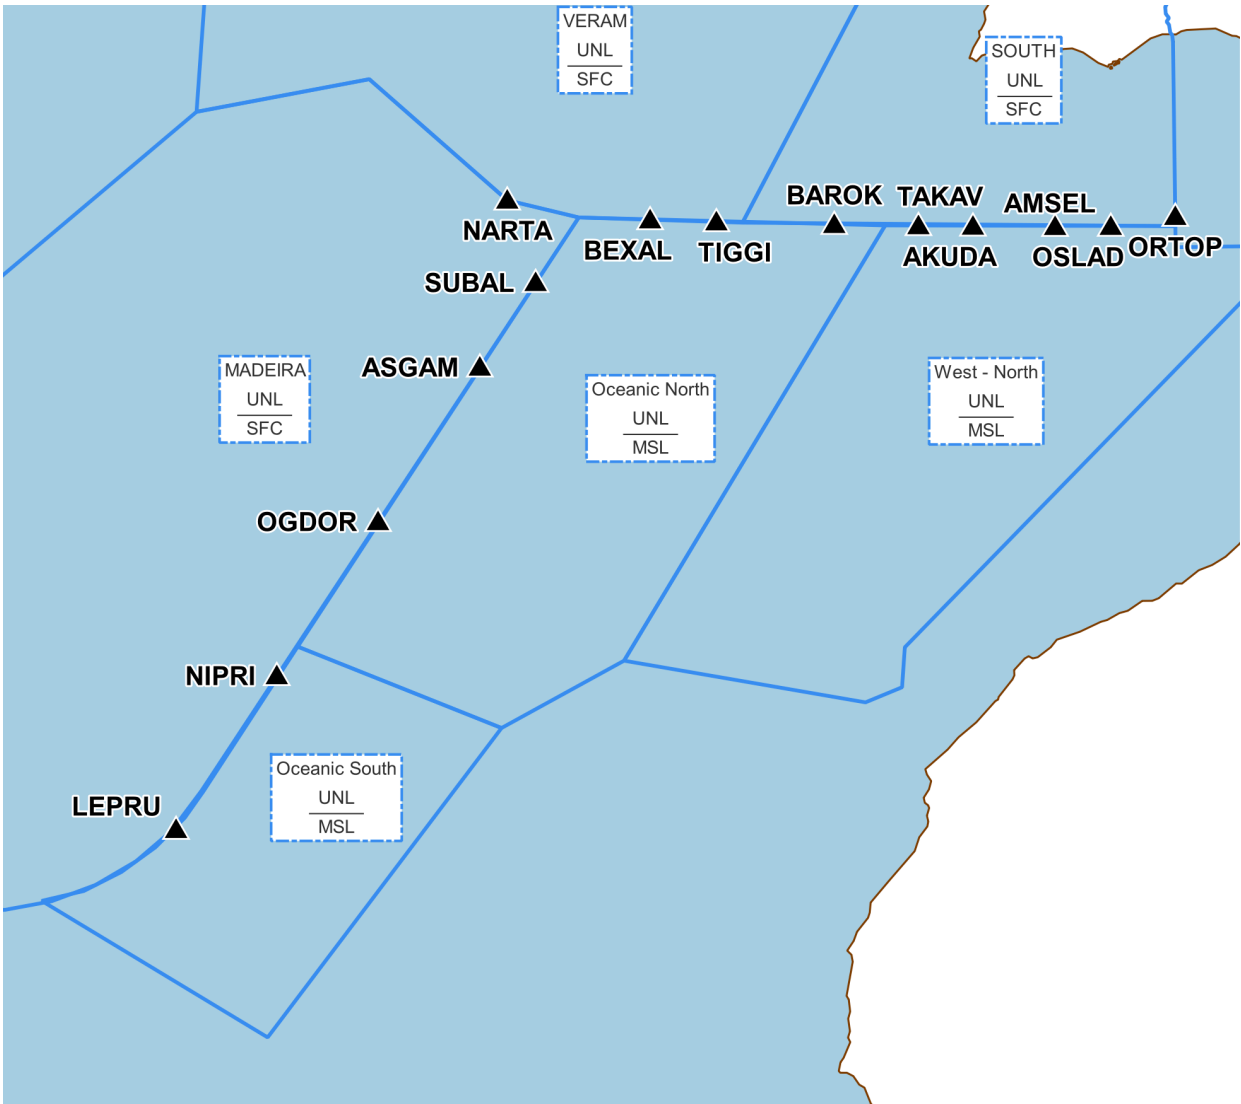 VERAM
UNL
SFC
SOUTH
UNL
SFC
BAROK
TAKAV
AMSEL
NARTA
BEXAL
TIGGI
AKUDA
OSLAD
ORTOP
SUBAL
ASGAM
MADEIRA
UNL
SFC
Oceanic North
UNL
MSL
West - North
UNL
MSL
OGDOR
NIPRI
Oceanic South
UNL
MSL
LEPRU